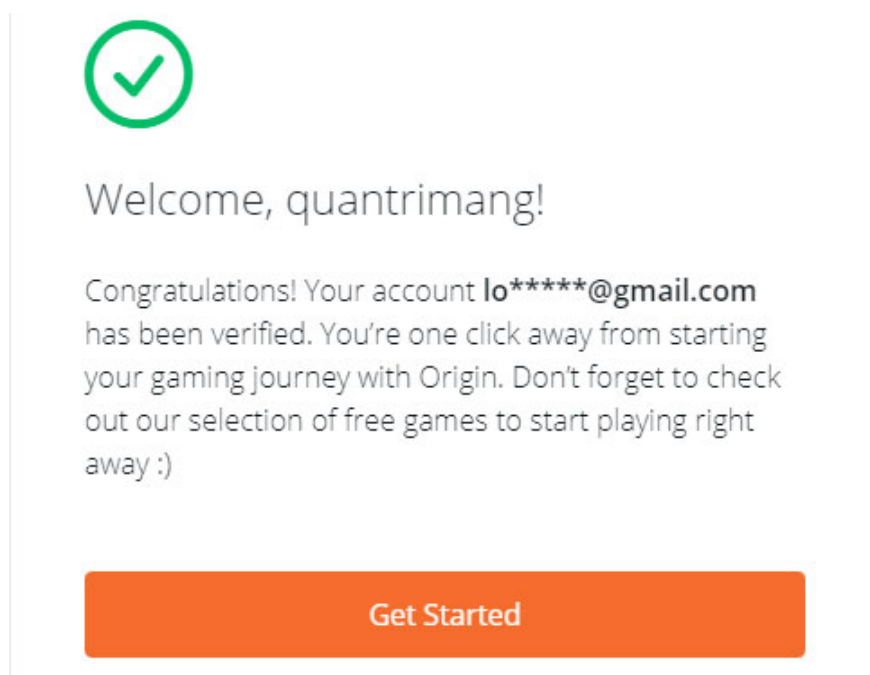 Welcome, quantrimang!
Congratulations! Your account lo*****@gmail.com
has been verified. You’re one click away from starting
your gaming journey with Origin. Don’t forget to check
out our selection of free games to start playing right
away :)
Get Started